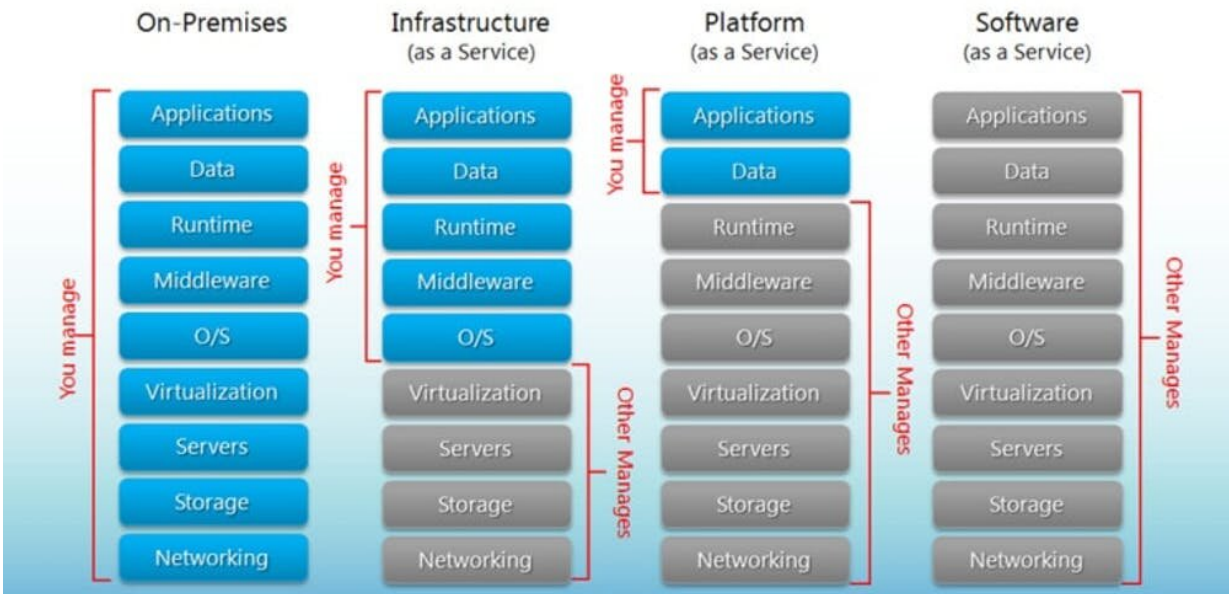 On-Premises
You manage
Applications
Data
Runtime
Middleware
O/S
Virtualization
Servers
Storage
Networking
Infrastructure
(as a Service)
You manage
Applications
Data
Runtime
Middleware
O/S
Virtualization
Servers
Storage
Networking
Other Manages
Platform
(as a Service)
You manage
Applications
Data
Runtime
Middleware
O/S
Virtualization
Servers
Storage
Networking
Other Manages
Software
(as a Service)
Applications
Data
Runtime
Middleware
O/S
Virtualization
Servers
Storage
Networking
Other Manages